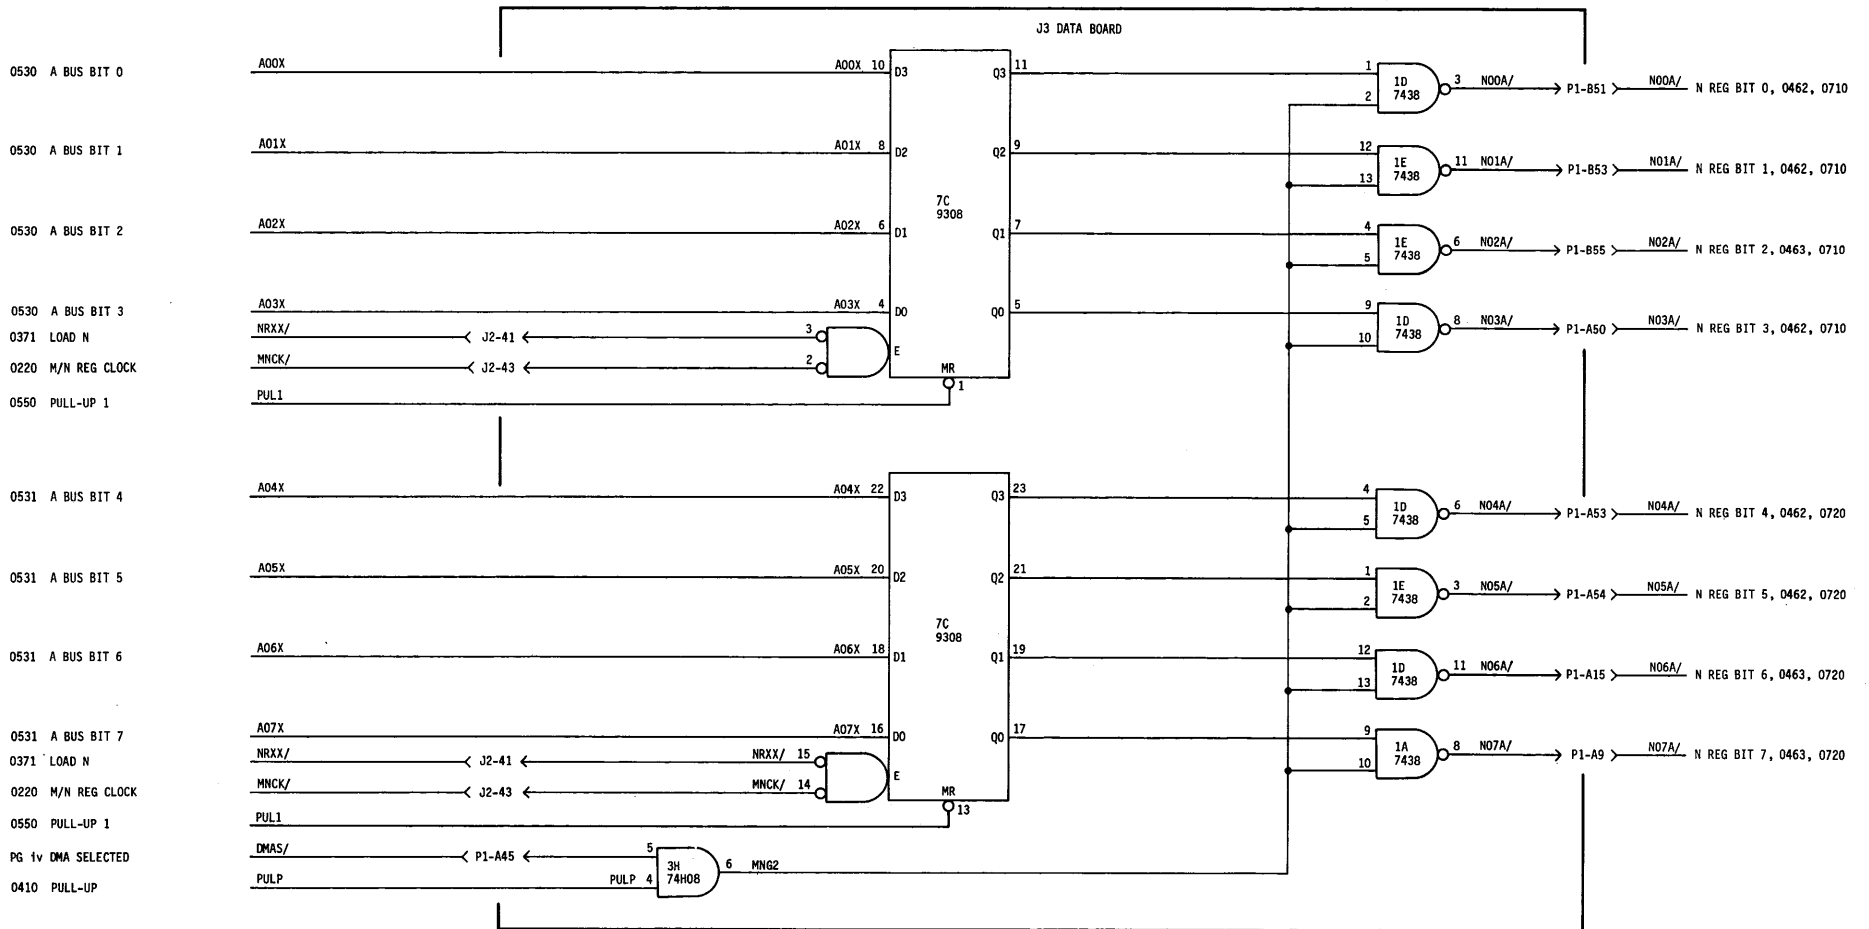 J3 DATA BOARD
0530 A BUS BIT 0 A00X A00X 10 D3 Q3 11 1 1D 3 N00A/ P1-B51 N00A/ N REG BIT 0, 0462, 0710
2 7438
0530 A BUS BIT 1 A01X A01X 8 D2 Q2 9 12 1E 11 N01A/ P1-B53 N01A/ N REG BIT 1, 0462, 0710
13 7438
7C
9308
0530 A BUS BIT 2 A02X A02X 6 D1 Q1 7 4 1E 6 N02A/ P1-B55 N02A/ N REG BIT 2, 0463, 0710
5 7438
0530 A BUS BIT 3 A03X A03X 4 D0 Q0 5 9 1D 8 N03A/ P1-A50 N03A/ N REG BIT 3, 0462, 0710
10 7438
0371 LOAD N NRXX/ J2-41 3
E
0220 M/N REG CLOCK MNCK/ J2-43 2
MR
1
0550 PULL-UP 1 PUL1
0531 A BUS BIT 4 A04X A04X 22 D3 Q3 23 4 1D 6 N04A/ P1-A53 N04A/ N REG BIT 4, 0462, 0720
5 7438
0531 A BUS BIT 5 A05X A05X 20 D2 Q2 21 1 1E 3 N05A/ P1-A54 N05A/ N REG BIT 5, 0462, 0720
2 7438
7C
9308
0531 A BUS BIT 6 A06X A06X 18 D1 Q1 19 12 1D 11 N06A/ P1-A15 N06A/ N REG BIT 6, 0463, 0720
13 7438
0531 A BUS BIT 7 A07X A07X 16 D0 Q0 17 9 1A 8 N07A/ P1-A9 N07A/ N REG BIT 7, 0463, 0720
10 7438
0371 LOAD N NRXX/ J2-41 NRXX/ 15
E
0220 M/N REG CLOCK MNCK/ J2-43 MNCK/ 14
MR
13
0550 PULL-UP 1 PUL1
PG iv DMA SELECTED DMAS/ P1-A45 5 3H 6 MNG2
74H08
0410 PULL-UP PULP PULP 4